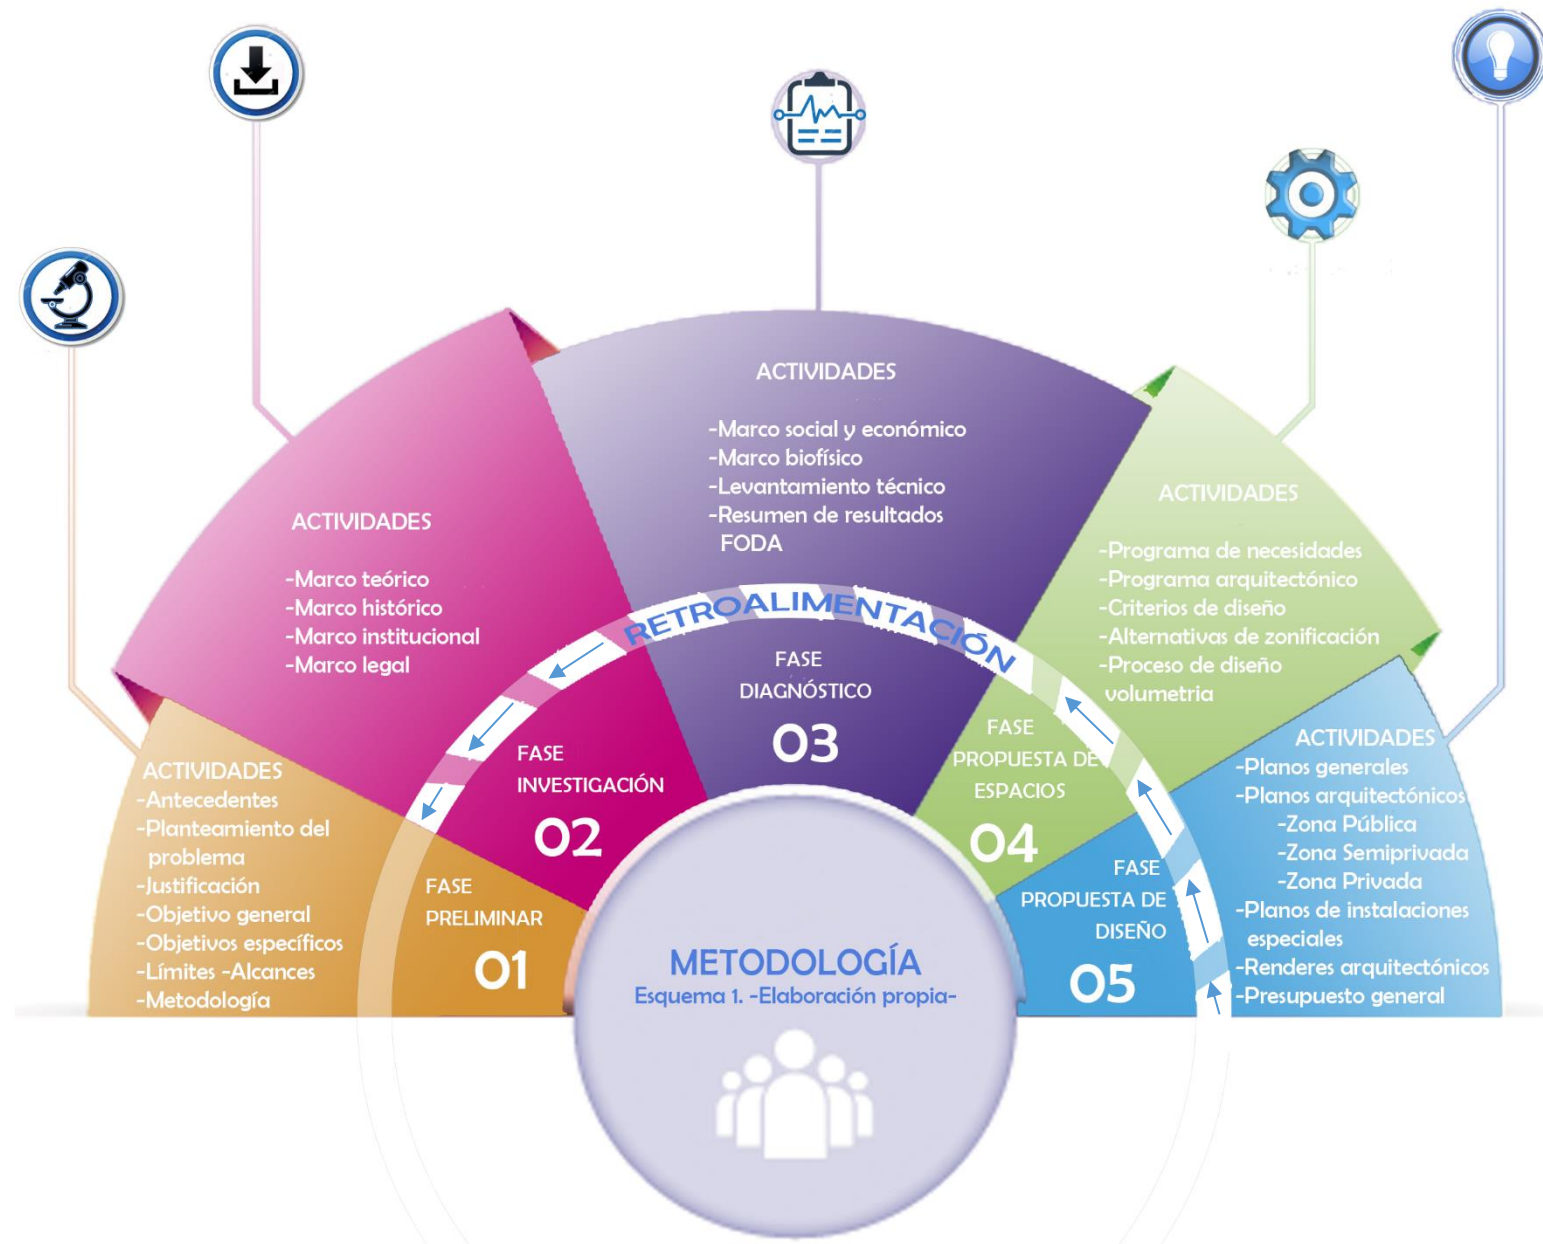 ACTIVIDADES
-Antecedentes
-Planteamiento del
problema
-Justificación
-Objetivo general
-Objetivos específicos
-Límites -Alcances
-Metodología
FASE
PRELIMINAR
01
ACTIVIDADES
-Marco teórico
-Marco histórico
-Marco institucional
-Marco legal
FASE
INVESTIGACIÓN
02
ACTIVIDADES
-Marco social y económico
-Marco biofísico
-Levantamiento técnico
-Resumen de resultados
FODA
RETROALIMENTACIÓN
FASE
DIAGNÓSTICO
03
ACTIVIDADES
-Programa de necesidades
-Programa arquitectónico
-Criterios de diseño
-Alternativas de zonificación
-Proceso de diseño
volumetria
FASE
PROPUESTA DE
ESPACIOS
04
ACTIVIDADES
-Planos generales
-Planos arquitectónicos
-Zona Pública
-Zona Semiprivada
-Zona Privada
-Planos de instalaciones
especiales
-Renderes arquitectónicos
-Presupuesto general
FASE
PROPUESTA DE
DISEÑO
05
METODOLOGÍA
Esquema 1. -Elaboración propia-